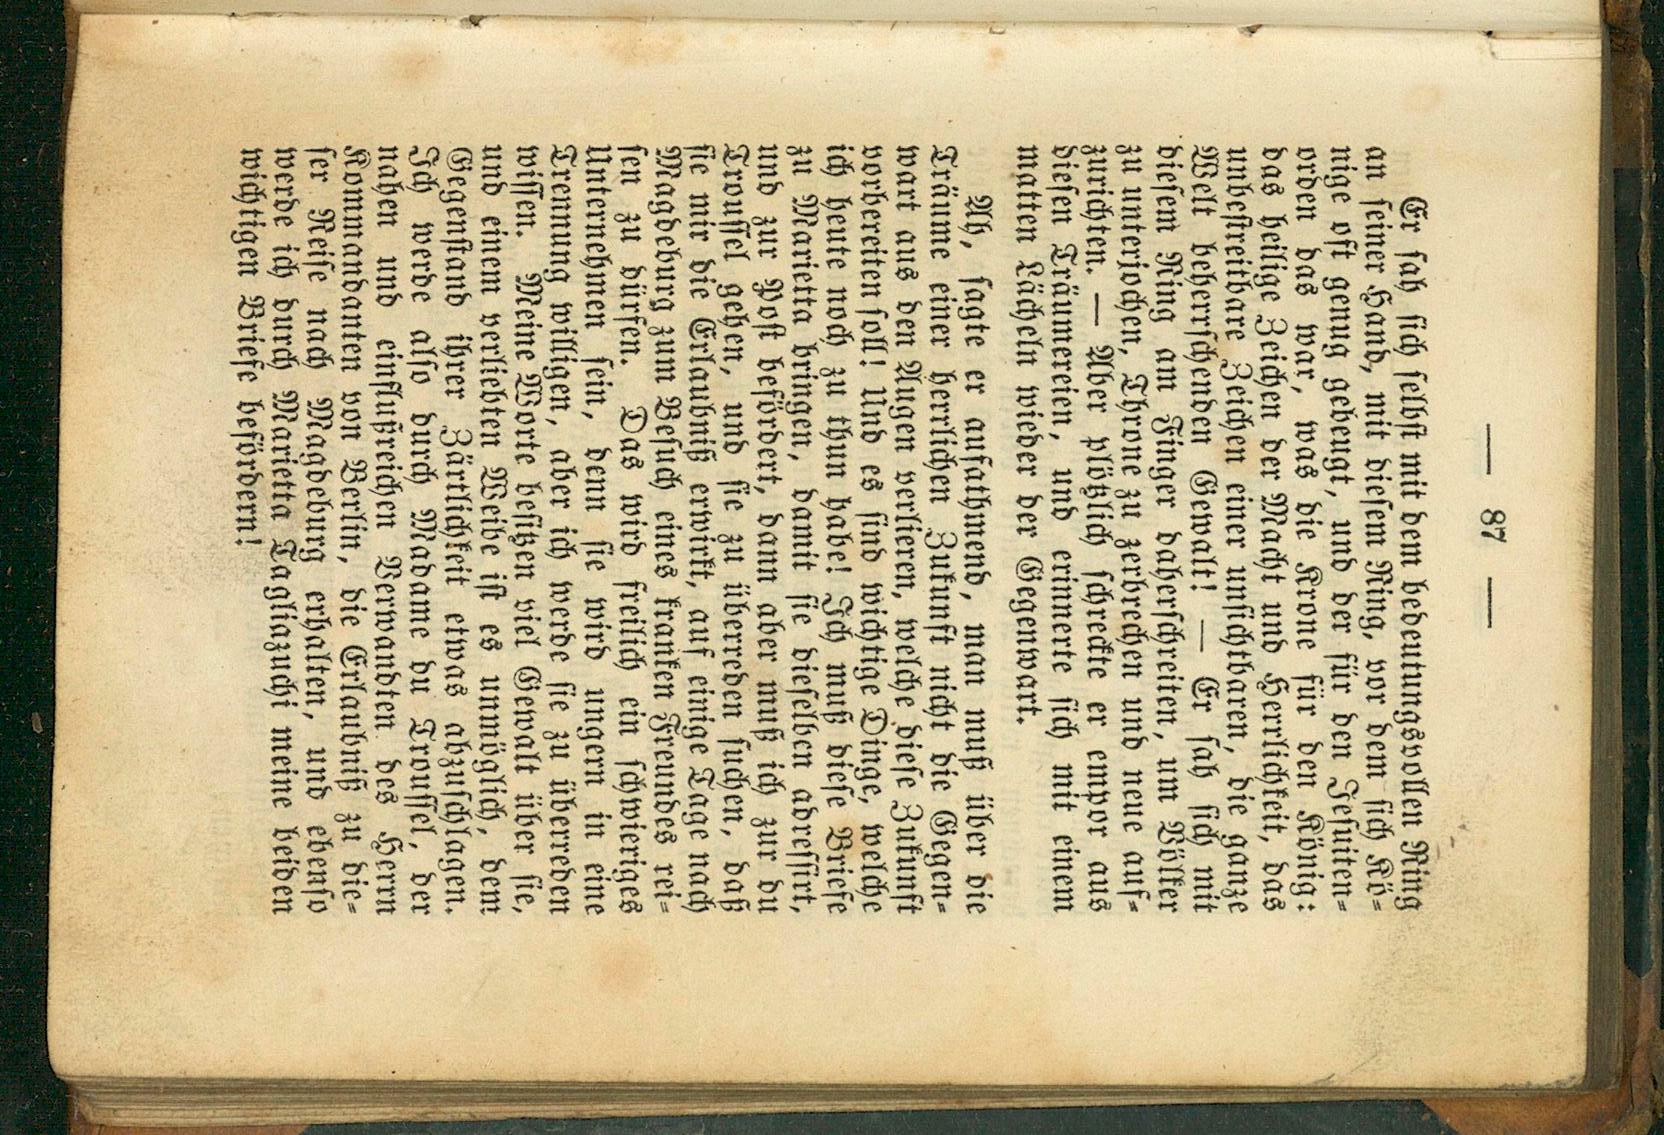 — 87 —
Er sah sich selbst mit dem bedeutungsvollen Ring
an seiner Hand, mit diesem Ring, vor dem sich Kö-
nige oft genug gebeugt, und der für den Jesuiten-
orden das war, was die Krone für den König:
das heilige Zeichen der Macht und Herrlichkeit, das
unbestreitbare Zeichen einer unsichtbaren, die ganze
Welt beherrschenden Gewalt! — Er sah sich mit
diesem Ring am Finger daherschreiten, um Völker
zu unterjochen, Throne zu zerbrechen und neue auf-
zurichten. — Aber plötzlich schreckte er empor aus
diesen Träumereien, und erinnerte sich mit einem
matten Lächeln wieder der Gegenwart.
Ah, sagte er aufathmend, man muß über die
Träume einer herrlichen Zukunft nicht die Gegen-
wart aus den Augen verlieren, welche diese Zukunft
vorbereiten soll! Und es sind wichtige Dinge, welche
ich heute noch zu thun habe! Ich muß diese Briefe
zu Marietta bringen, damit sie dieselben adressirt,
und zur Post befördert, dann aber muß ich zur du
Troussel gehen, und sie zu überreden suchen, daß
sie mir die Erlaubniß erwirkt, auf einige Tage nach
Magdeburg zum Besuch eines kranken Freundes rei-
sen zu dürfen. Das wird freilich ein schwieriges
Unternehmen sein, denn sie wird ungern in eine
Trennung willigen, aber ich werde sie zu überreden
wissen. Meine Worte besitzen viel Gewalt über sie,
und einem verliebten Weibe ist es unmöglich, dem
Gegenstand ihrer Zärtlichkeit etwas abzuschlagen.
Ich werde also durch Madame du Troussel, der
nahen und einflußreichen Verwandten des Herrn
Kommandanten von Berlin, die Erlaubniß zu die-
ser Reise nach Magdeburg erhalten, und ebenso
werde ich durch Marietta Tagliazuchi meine beiden
wichtigen Briefe befördern!